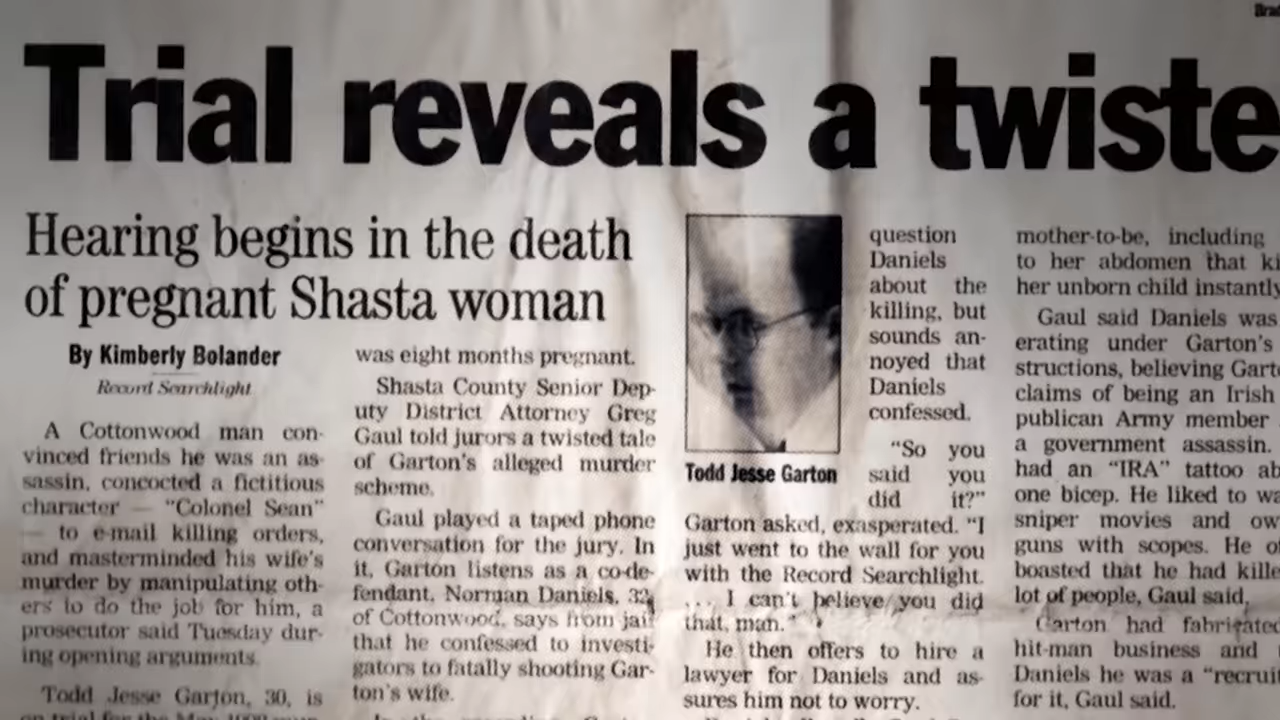 Trial reveals a twiste
Hearing begins in the death
of pregnant Shasta woman
By Kimberly Bolander
Record Searchlight
A Cottonwood man con-
vinced friends he was an as-
sassin, concocted a fictitious
character — "Colonel Sean"
— to e-mail killing orders,
and masterminded his wife's
murder by manipulating oth-
ers to do the job for him, a
prosecutor said Tuesday dur-
ing opening arguments.
Todd Jesse Garton, 30, is
on trial for the May
was eight months pregnant.
Shasta County Senior Dep-
uty District Attorney Greg
Gaul told jurors a twisted tale
of Garton's alleged murder
scheme.
Gaul played a taped phone
conversation for the jury. In
it, Garton listens as a co-de-
fendant, Norman Daniels, 32,
of Cottonwood, says from jail
that he confessed to investi-
gators to fatally shooting Gar-
ton's wife.
Todd Jesse Garton
question
Daniels
about the
killing, but
sounds an-
noyed that
Daniels
confessed.
"So you
said you
did it?"
Garton asked, exasperated. "I
just went to the wall for you
with the Record Searchlight.
... I can't believe you did
that, man."
He then offers to hire a
lawyer for Daniels and as-
sures him not to worry.
mother-to-be, including
to her abdomen that ki
her unborn child instantly
Gaul said Daniels was
erating under Garton's
structions, believing Garto
claims of being an Irish
publican Army member
a government assassin.
had an "IRA" tattoo ab
one bicep. He liked to wa
sniper movies and ow
guns with scopes. He o
boasted that he had kille
lot of people, Gaul said.
Garton had fabricated
hit-man business and
Daniels he was a "recruit
for it, Gaul said.